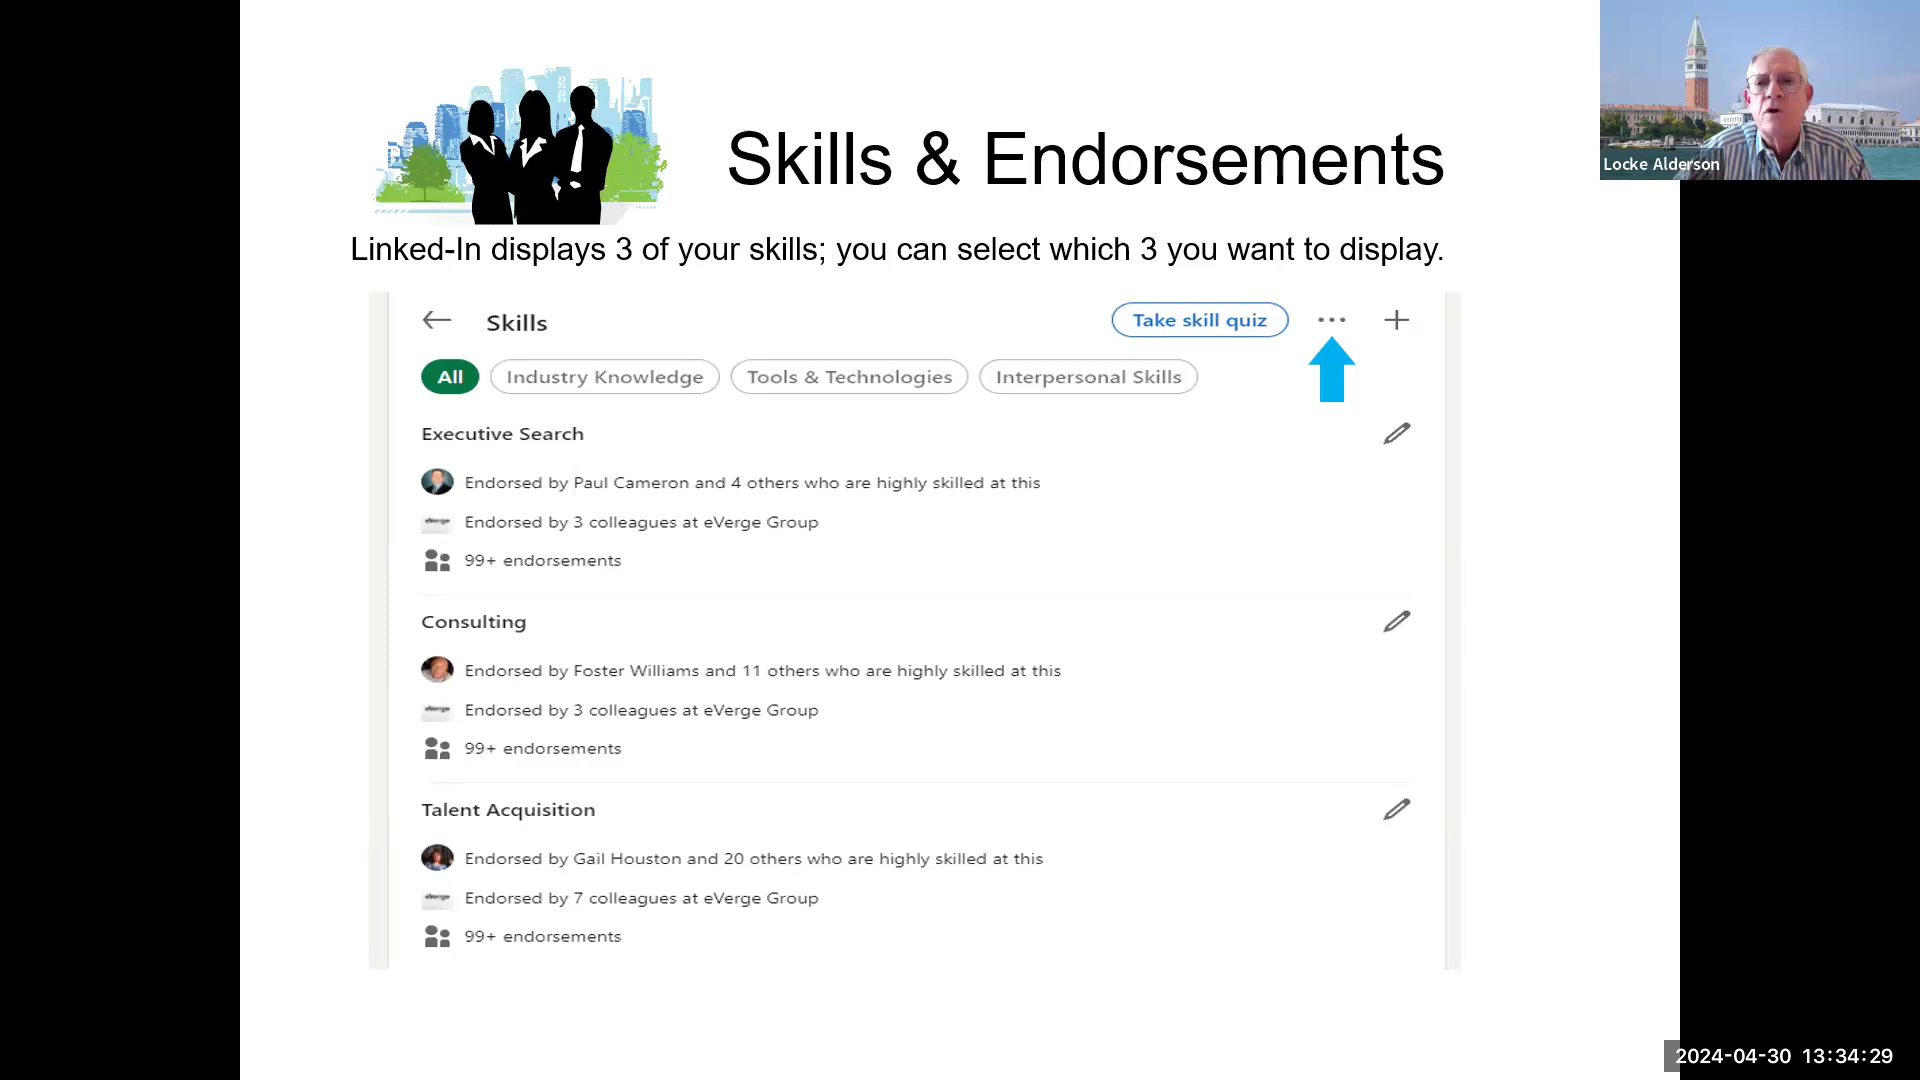 Skills & Endorsements
Locke Alderson
Linked-In displays 3 of your skills; you can select which 3 you want to display.
Skills
Take skill quiz
All
Industry Knowledge
Tools & Technologies
Interpersonal Skills
Executive Search
Endorsed by Paul Cameron and 4 others who are highly skilled at this
eVerge
Endorsed by 3 colleagues at eVerge Group
99+ endorsements
Consulting
Endorsed by Foster Williams and 11 others who are highly skilled at this
eVerge
Endorsed by 3 colleagues at eVerge Group
99+ endorsements
Talent Acquisition
Endorsed by Gail Houston and 20 others who are highly skilled at this
eVerge
Endorsed by 7 colleagues at eVerge Group
99+ endorsements
2024-04-30 13:34:29